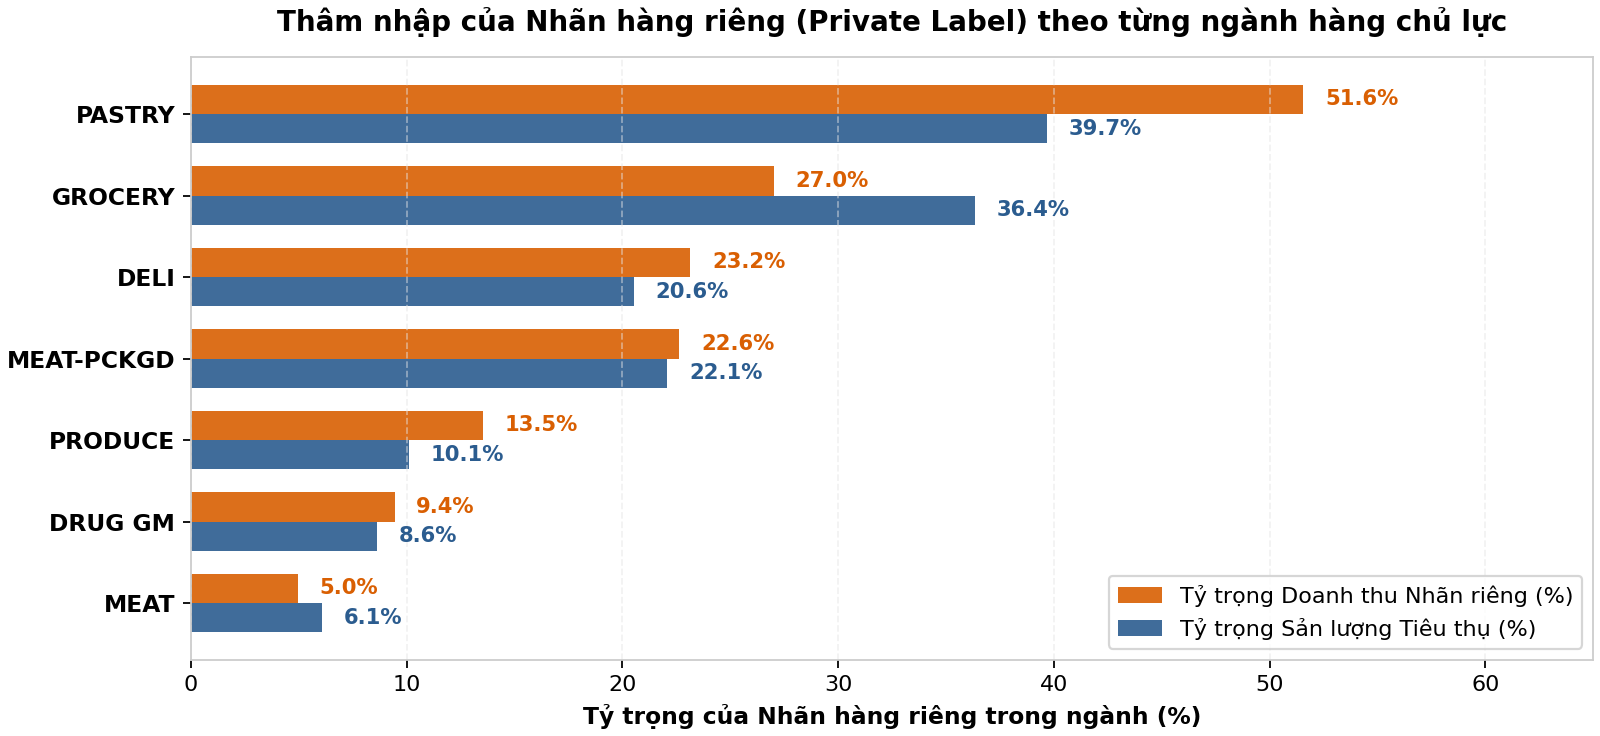 Thâm nhập của Nhãn hàng riêng (Private Label) theo từng ngành hàng chủ lực
PASTRY
51.6%
39.7%
GROCERY
27.0%
36.4%
DELI
23.2%
20.6%
MEAT-PCKGD
22.6%
22.1%
PRODUCE
13.5%
10.1%
DRUG GM
9.4%
8.6%
MEAT
5.0%
6.1%
Tỷ trọng Doanh thu Nhãn riêng (%)
Tỷ trọng Sản lượng Tiêu thụ (%)
0 10 20 30 40 50 60
Tỷ trọng của Nhãn hàng riêng trong ngành (%)